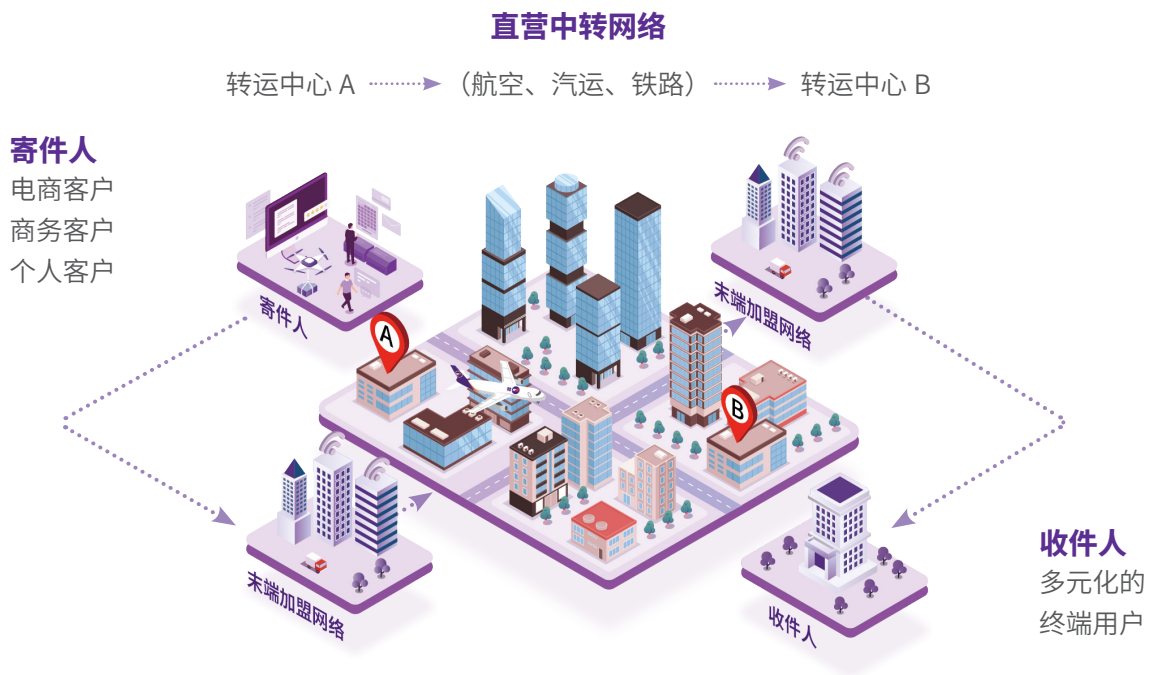 直营中转网络
转运中心 A
（航空、汽运、铁路）
转运中心 B
寄件人
电商客户
商务客户
个人客户
寄件人
末端加盟网络
A
B
末端加盟网络
收件人
收件人
多元化的
终端用户